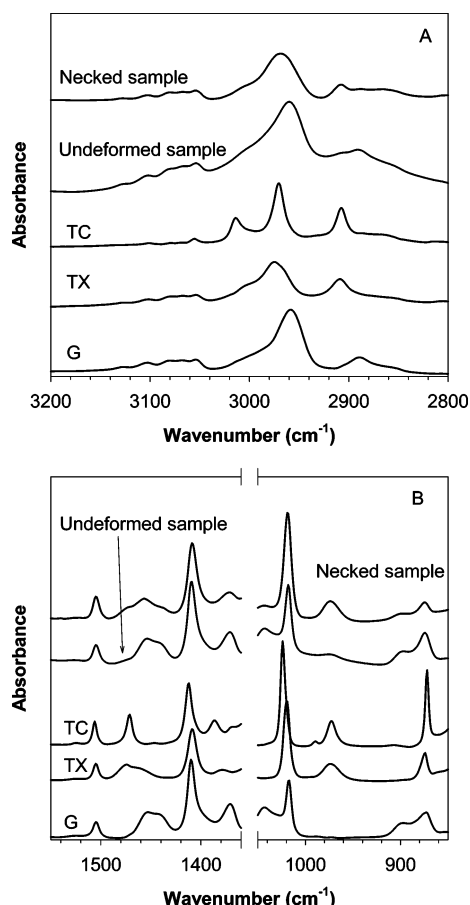 A
Necked sample
Undeformed sample
TC
TX
G
Absorbance
3200 3100 3000 2900 2800
Wavenumber (cm⁻¹)
B
Undeformed sample
Necked sample
TC
TX
G
Absorbance
1500 1400 1000 900
Wavenumber (cm⁻¹)